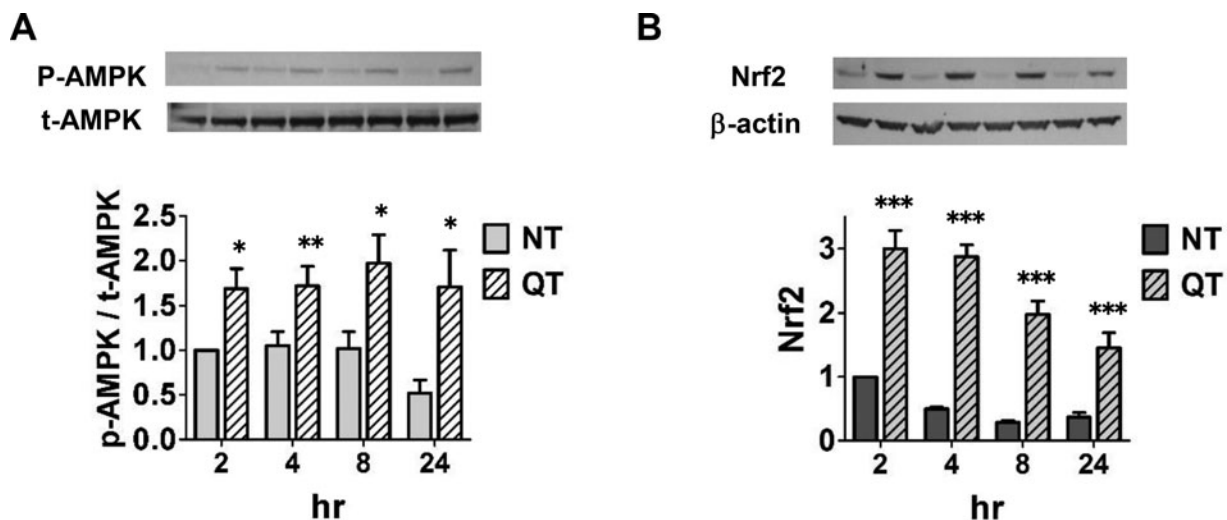 A
P-AMPK
t-AMPK
p-AMPK / t-AMPK
2.5
2.0
1.5
1.0
0.5
0.0
*
**
*
*
NT
QT
2
4
8
24
hr
B
Nrf2
β-actin
Nrf2
3
2
1
0
***
***
***
***
NT
QT
2
4
8
24
hr